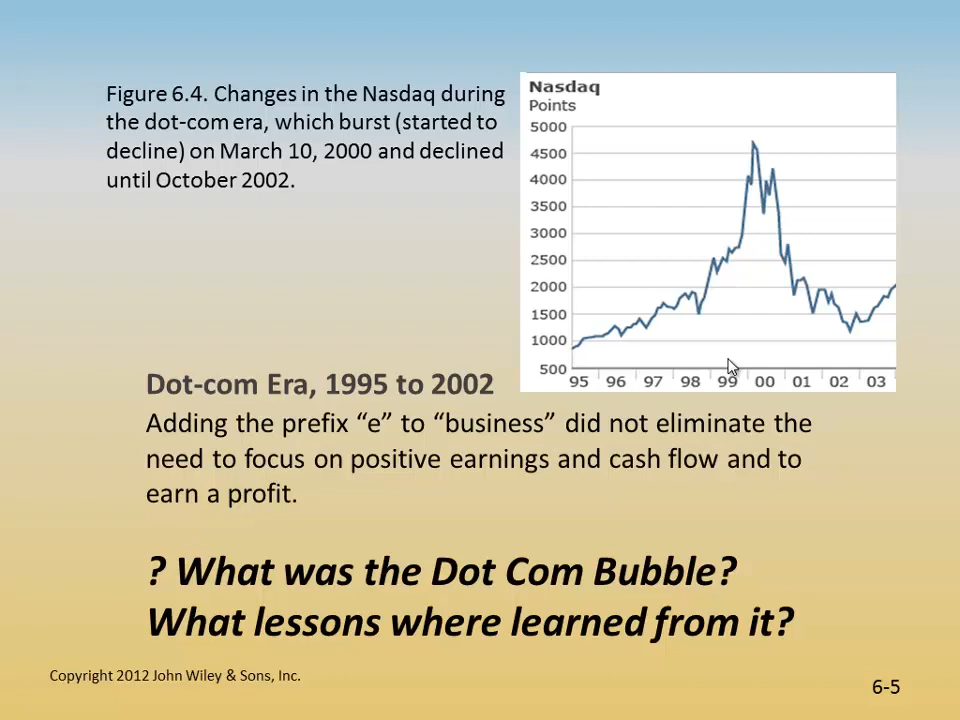 Figure 6.4. Changes in the Nasdaq during
the dot-com era, which burst (started to
decline) on March 10, 2000 and declined
until October 2002.
Nasdaq
Points
5000
4500
4000
3500
3000
2500
2000
1500
1000
500
95 96 97 98 99 00 01 02 03
Dot-com Era, 1995 to 2002
Adding the prefix “e” to “business” did not eliminate the
need to focus on positive earnings and cash flow and to
earn a profit.
? What was the Dot Com Bubble?
What lessons where learned from it?
Copyright 2012 John Wiley & Sons, Inc.
6-5